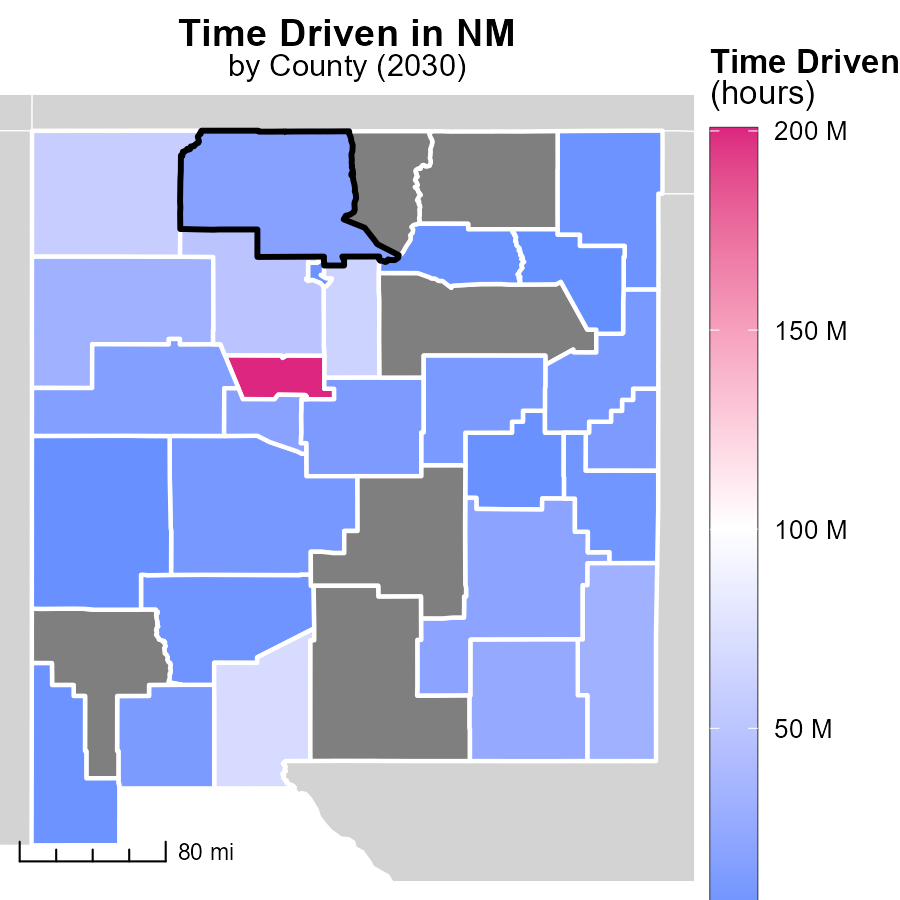 Time Driven in NM
by County (2030)
Time Driven
(hours)
200 M
150 M
100 M
50 M
80 mi